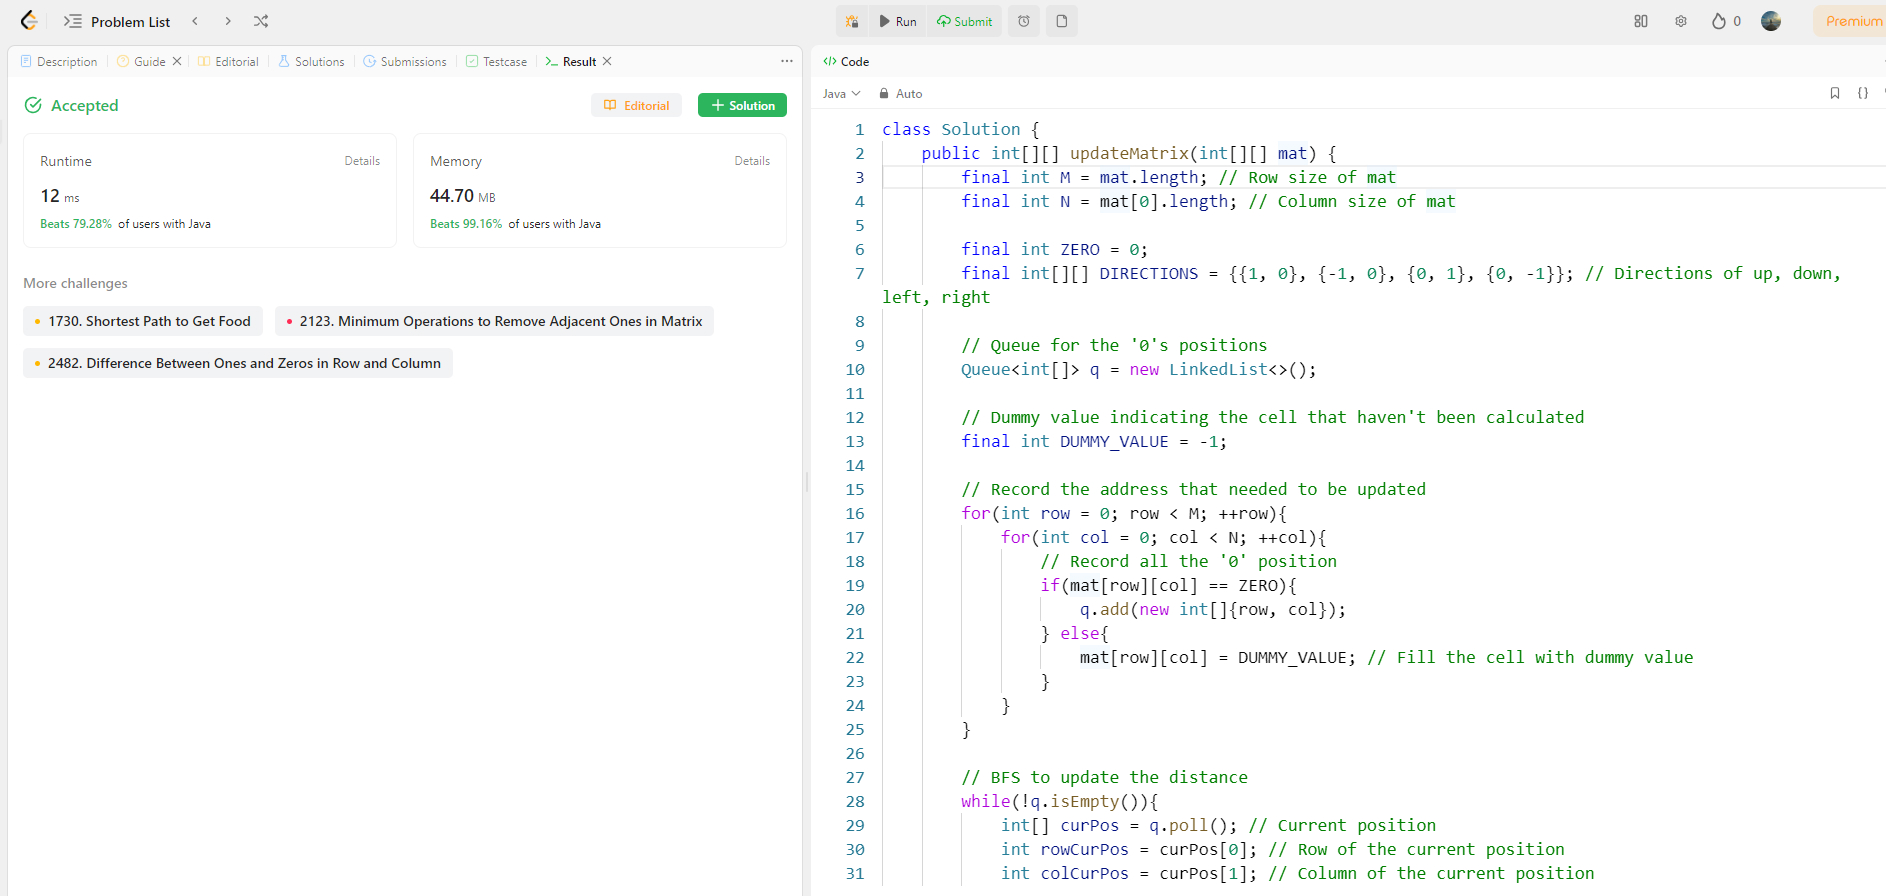 Problem List
Run
Submit
0
Premium
Description
Guide
Editorial
Solutions
Submissions
Testcase
Result
Accepted
Editorial
Solution
Runtime
Details
12 ms
Beats 79.28% of users with Java
Memory
Details
44.70 MB
Beats 99.16% of users with Java
More challenges
1730. Shortest Path to Get Food
2123. Minimum Operations to Remove Adjacent Ones in Matrix
2482. Difference Between Ones and Zeros in Row and Column
</> Code
Java
Auto
{}
1 class Solution {
2 public int[][] updateMatrix(int[][] mat) {
3 final int M = mat.length; // Row size of mat
4 final int N = mat[0].length; // Column size of mat
5
6 final int ZERO = 0;
7 final int[][] DIRECTIONS = {{1, 0}, {-1, 0}, {0, 1}, {0, -1}}; // Directions of up, down,
left, right
8
9 // Queue for the '0's positions
10 Queue<int[]> q = new LinkedList<>();
11
12 // Dummy value indicating the cell that haven't been calculated
13 final int DUMMY_VALUE = -1;
14
15 // Record the address that needed to be updated
16 for(int row = 0; row < M; ++row){
17 for(int col = 0; col < N; ++col){
18 // Record all the '0' position
19 if(mat[row][col] == ZERO){
20 q.add(new int[]{row, col});
21 } else{
22 mat[row][col] = DUMMY_VALUE; // Fill the cell with dummy value
23 }
24 }
25 }
26
27 // BFS to update the distance
28 while(!q.isEmpty()){
29 int[] curPos = q.poll(); // Current position
30 int rowCurPos = curPos[0]; // Row of the current position
31 int colCurPos = curPos[1]; // Column of the current position